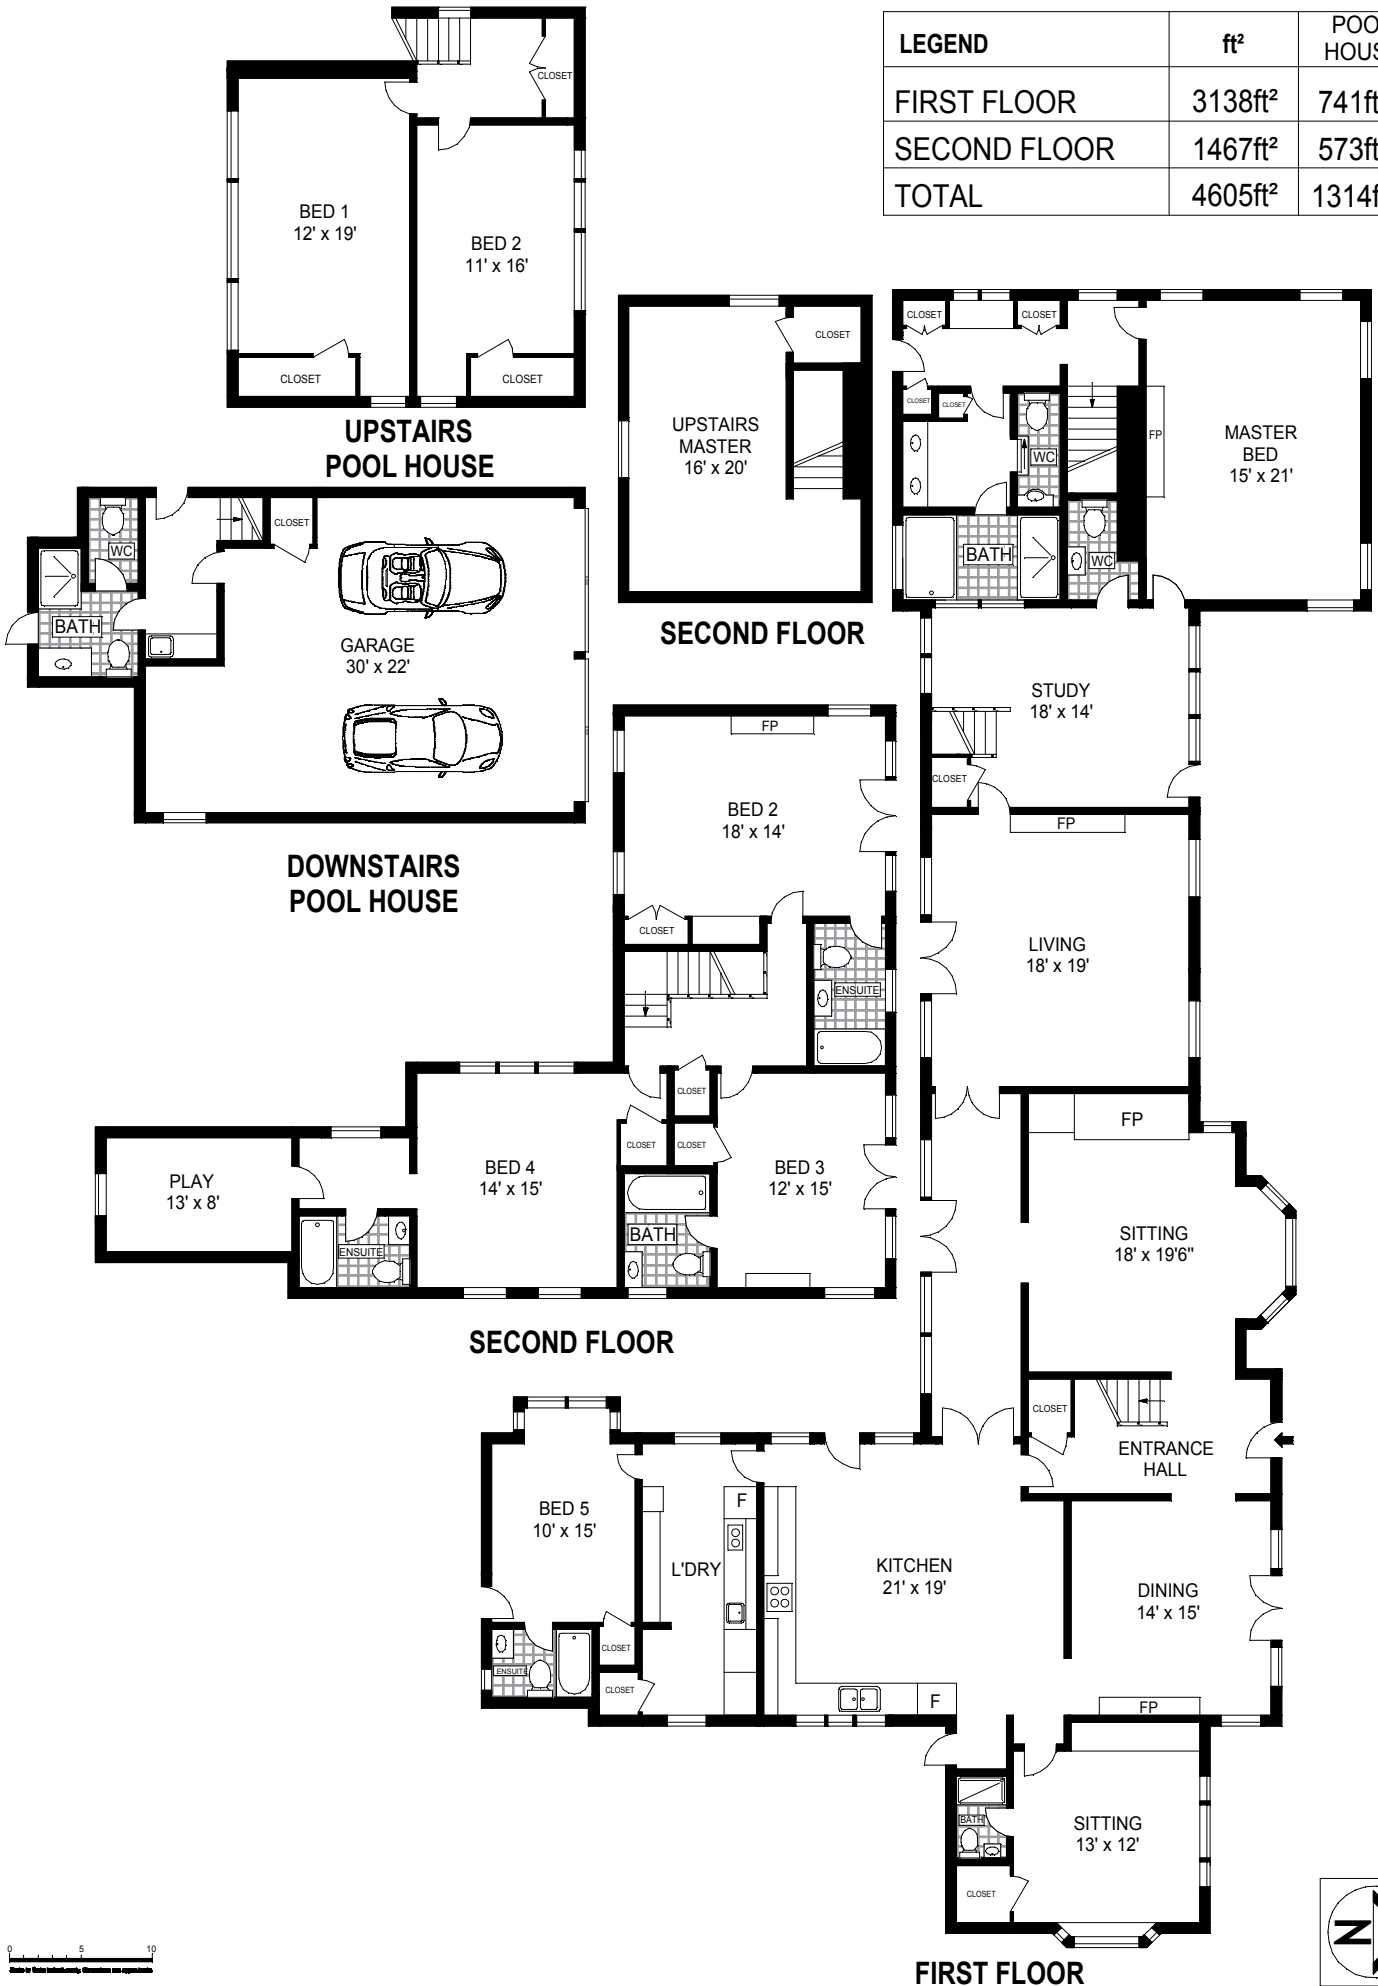 LEGEND ft² POO
HOUS
FIRST FLOOR 3138ft² 741ft
SECOND FLOOR 1467ft² 573ft
TOTAL 4605ft² 1314f
CLOSET
BED 1
12' x 19'
BED 2
11' x 16'
CLOSET
CLOSET
UPSTAIRS
POOL HOUSE
CLOSET
UPSTAIRS
MASTER
16' x 20'
SECOND FLOOR
CLOSET
CLOSET
CLOSET
CLOSET
WC
FP
MASTER
BED
15' x 21'
BATH
WC
CLOSET
WC
BATH
GARAGE
30' x 22'
DOWNSTAIRS
POOL HOUSE
STUDY
18' x 14'
CLOSET
FP
FP
BED 2
18' x 14'
CLOSET
ENSUITE
LIVING
18' x 19'
CLOSET
CLOSET
CLOSET
PLAY
13' x 8'
BED 4
14' x 15'
BED 3
12' x 15'
ENSUITE
BATH
SECOND FLOOR
FP
SITTING
18' x 19'6"
CLOSET
ENTRANCE
HALL
BED 5
10' x 15'
F
L'DRY
KITCHEN
21' x 19'
DINING
14' x 15'
CLOSET
ENSUITE
CLOSET
F
FP
BATH
SITTING
13' x 12'
CLOSET
FIRST FLOOR
0 5 10
N